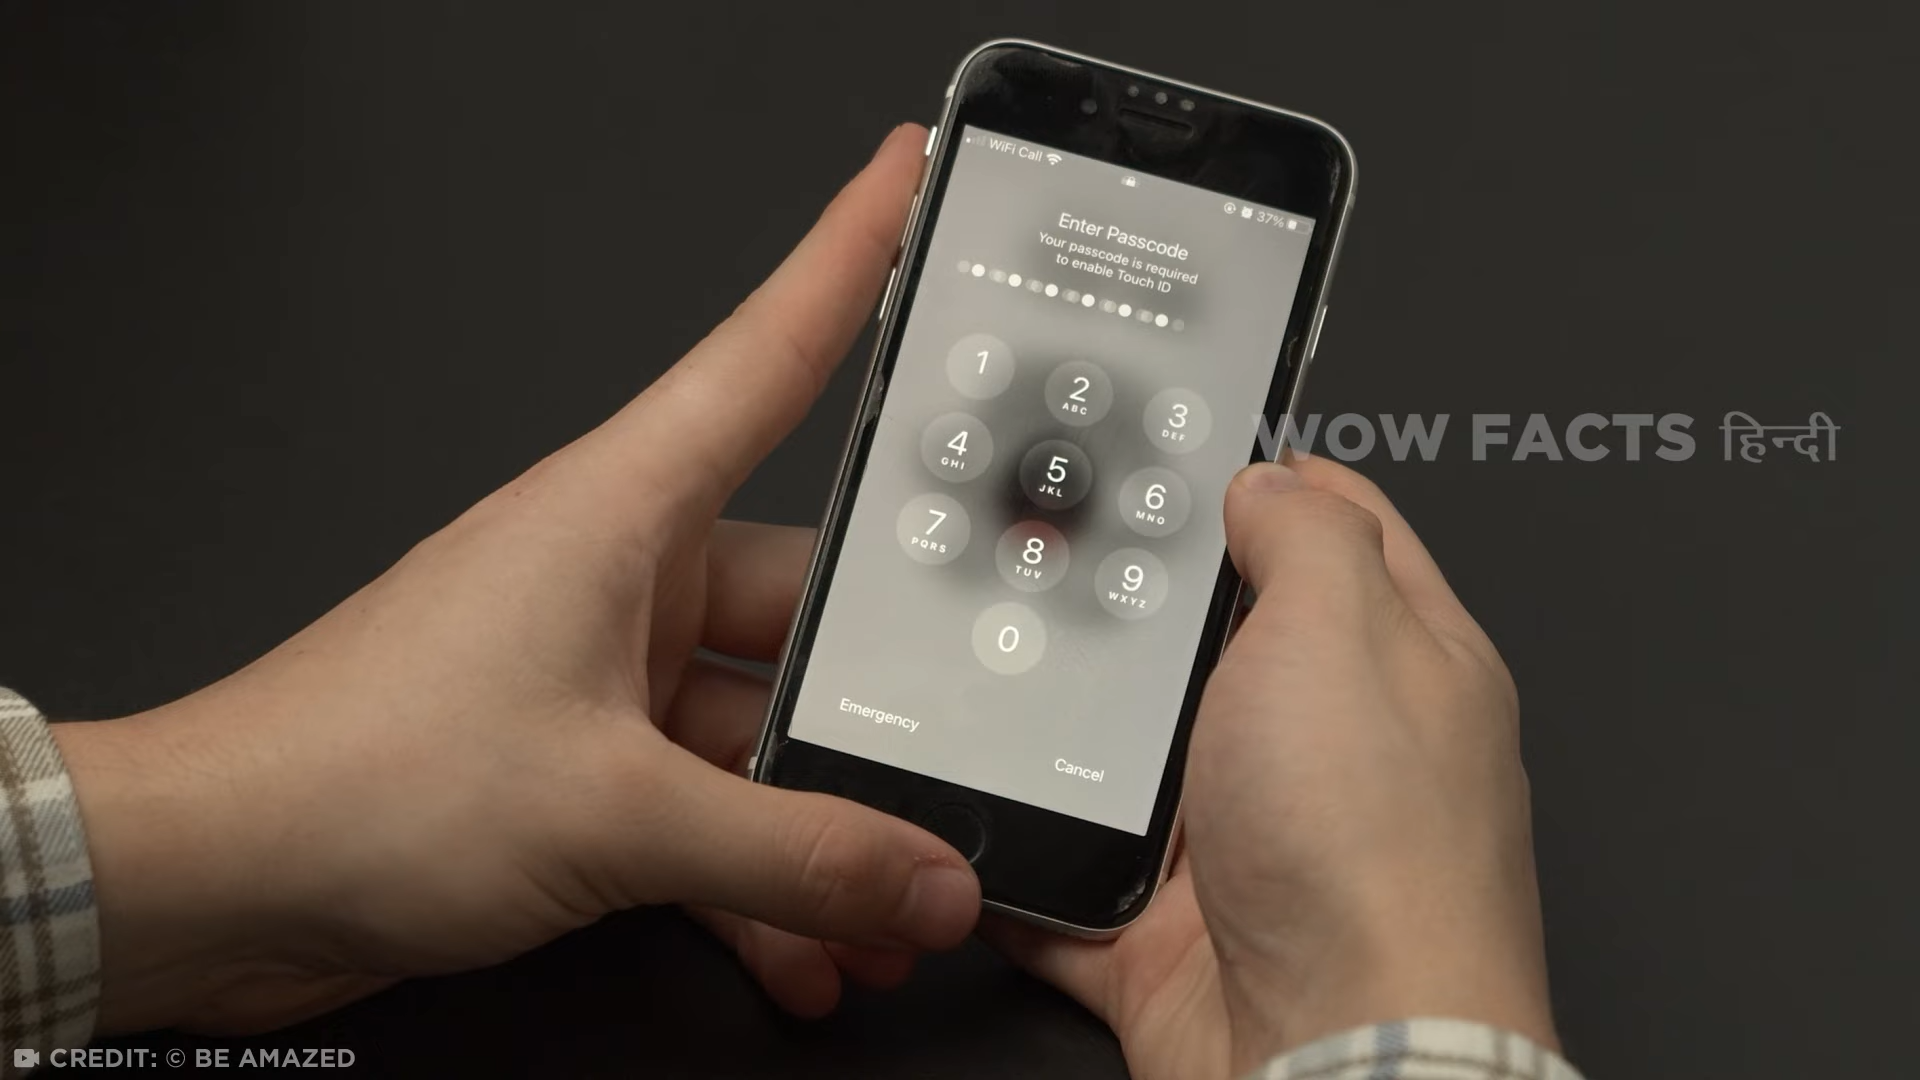 WiFi Call
37%
Enter Passcode
Your passcode is required
to enable Touch ID
1
2
ABC
3
DEF
4
GHI
5
JKL
6
MNO
7
PQRS
8
TUV
9
WXYZ
0
Emergency
Cancel
WOW FACTS हिन्दी
CREDIT: © BE AMAZED